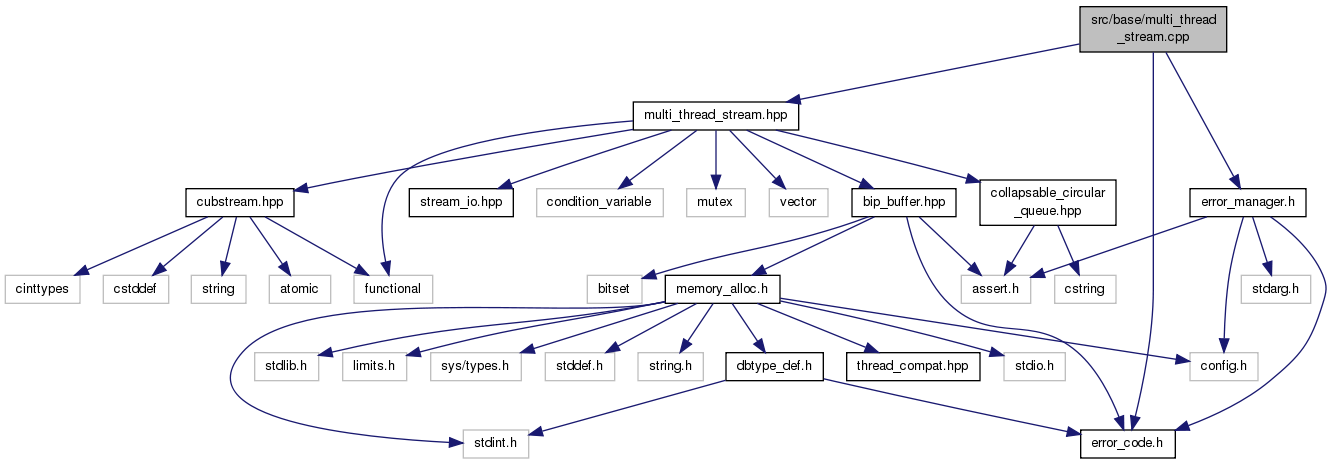 src/base/multi_thread
_stream.cpp
multi_thread_stream.hpp
cubstream.hpp
stream_io.hpp
condition_variable
mutex
vector
bip_buffer.hpp
collapsable_circular
_queue.hpp
error_manager.h
cinttypes
cstddef
string
atomic
functional
bitset
memory_alloc.h
assert.h
cstring
stdarg.h
stdlib.h
limits.h
sys/types.h
stddef.h
string.h
dbtype_def.h
thread_compat.hpp
stdio.h
config.h
stdint.h
error_code.h